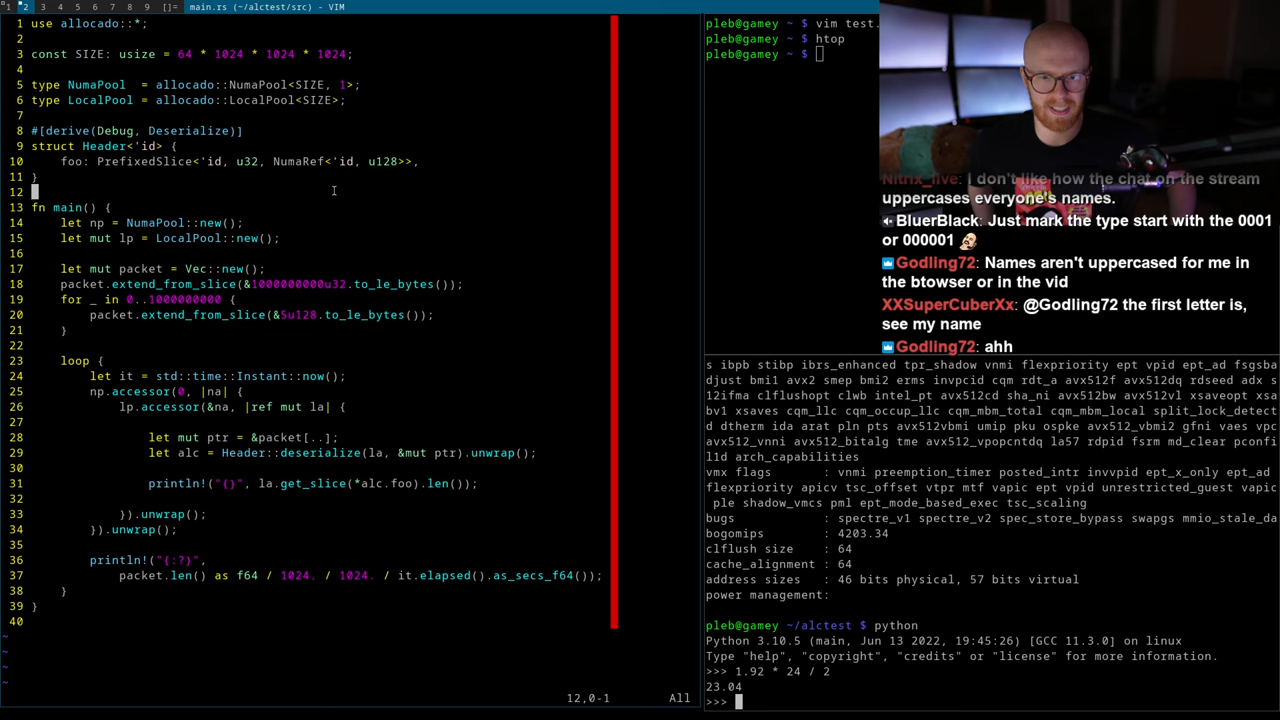 1 2 3 4 5 6 7 8 9 []= main.rs (~/alctest/src) - VIM
1 use allocado::*;
2
3 const SIZE: usize = 64 * 1024 * 1024 * 1024;
4
5 type NumaPool  = allocado::NumaPool<SIZE, 1>;
6 type LocalPool = allocado::LocalPool<SIZE>;
7
8 #[derive(Debug, Deserialize)]
9 struct Header<'id> {
10     foo: PrefixedSlice<'id, u32, NumaRef<'id, u128>>,
11 }
12
13 fn main() {
14     let np = NumaPool::new();
15     let mut lp = LocalPool::new();
16
17     let mut packet = Vec::new();
18     packet.extend_from_slice(&1000000000u32.to_le_bytes());
19     for _ in 0..1000000000 {
20         packet.extend_from_slice(&5u128.to_le_bytes());
21     }
22
23     loop {
24         let it = std::time::Instant::now();
25         np.accessor(0, |na| {
26             lp.accessor(&na, |ref mut la| {
27
28                 let mut ptr = &packet[..];
29                 let alc = Header::deserialize(la, &mut ptr).unwrap();
30
31                 println!("{}", la.get_slice(*alc.foo).len());
32
33             }).unwrap();
34         }).unwrap();
35
36         println!("{:?}",
37             packet.len() as f64 / 1024. / 1024. / it.elapsed().as_secs_f64());
38     }
39 }
40
~
~
~
~
12,0-1 All
pleb@gamey ~ $ vim test.
pleb@gamey ~ $ htop
pleb@gamey ~ $
Nitrix_live: I don't like how the chat on the stream
uppercases everyone's names.
BluerBlack: Just mark the type start with the 0001
or 000001
Godling72: Names aren't uppercased for me in
the btowser or in the vid
XXSuperCuberXx: @Godling72 the first letter is,
see my name
Godling72: ahh
s ibpb stibp ibrs_enhanced tpr_shadow vnmi flexpriority ept vpid ept_ad fsgsba
djust bmi1 avx2 smep bmi2 erms invpcid cqm rdt_a avx512f avx512dq rdseed adx s
12ifma clflushopt clwb intel_pt avx512cd sha_ni avx512bw avx512vl xsaveopt xsa
bv1 xsaves cqm_llc cqm_occup_llc cqm_mbm_total cqm_mbm_local split_lock_detect
d dtherm ida arat pln pts avx512vbmi umip pku ospke avx512_vbmi2 gfni vaes vpc
avx512_vnni avx512_bitalg tme avx512_vpopcntdq la57 rdpid fsrm md_clear pconfi
l1d arch_capabilities
vmx flags : vnmi preemption_timer posted_intr invvpid ept_x_only ept_ad
flexpriority apicv tsc_offset vtpr mtf vapic ept vpid unrestricted_guest vapic
ple shadow_vmcs pml ept_mode_based_exec tsc_scaling
bugs : spectre_v1 spectre_v2 spec_store_bypass swapgs mmio_stale_da
bogomips : 4203.34
clflush size : 64
cache_alignment : 64
address sizes : 46 bits physical, 57 bits virtual
power management:
pleb@gamey ~/alctest $ python
Python 3.10.5 (main, Jun 13 2022, 19:45:26) [GCC 11.3.0] on linux
Type "help", "copyright", "credits" or "license" for more information.
>>> 1.92 * 24 / 2
23.04
>>>